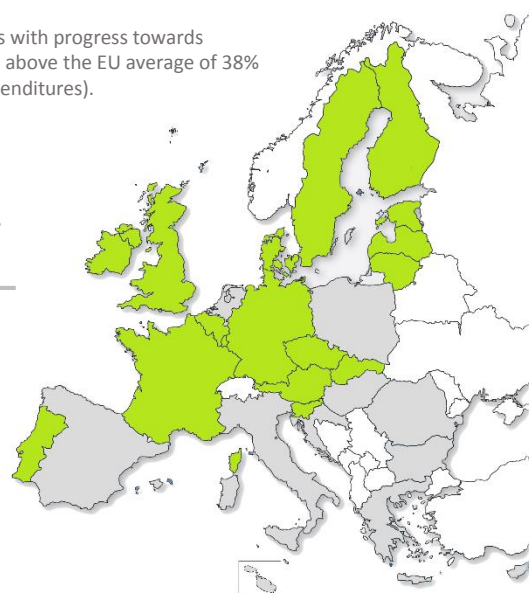 s with progress towards
above the EU average of 38%
enditures).